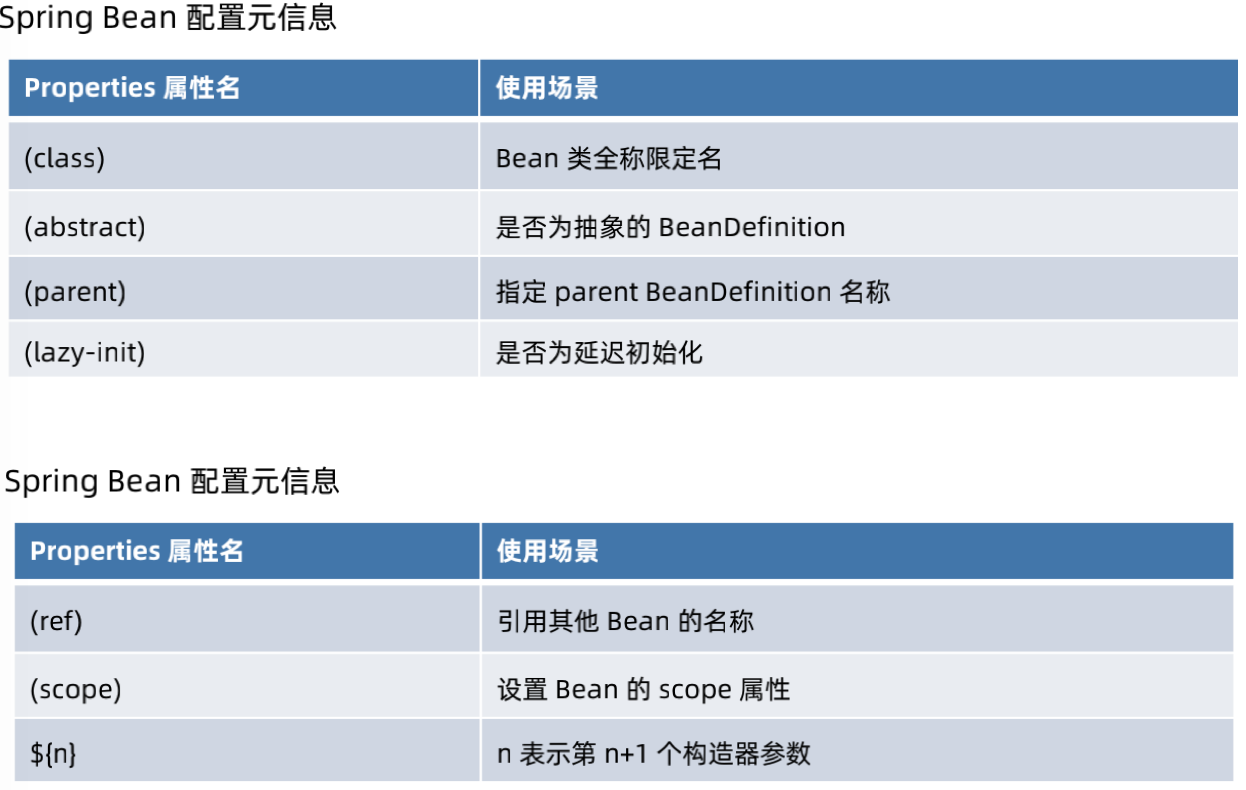 Spring Bean 配置元信息
Properties 属性名 使用场景
(class) Bean 类全称限定名
(abstract) 是否为抽象的 BeanDefinition
(parent) 指定 parent BeanDefinition 名称
(lazy-init) 是否为延迟初始化
Spring Bean 配置元信息
Properties 属性名 使用场景
(ref) 引用其他 Bean 的名称
(scope) 设置 Bean 的 scope 属性
${n} n 表示第 n+1 个构造器参数